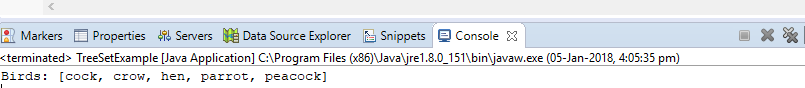 Markers Properties Servers Data Source Explorer Snippets Console
<terminated> TreeSetExample [Java Application] C:\Program Files (x86)\Java\jre1.8.0_151\bin\javaw.exe (05-Jan-2018, 4:05:35 pm)
Birds: [cock, crow, hen, parrot, peacock]